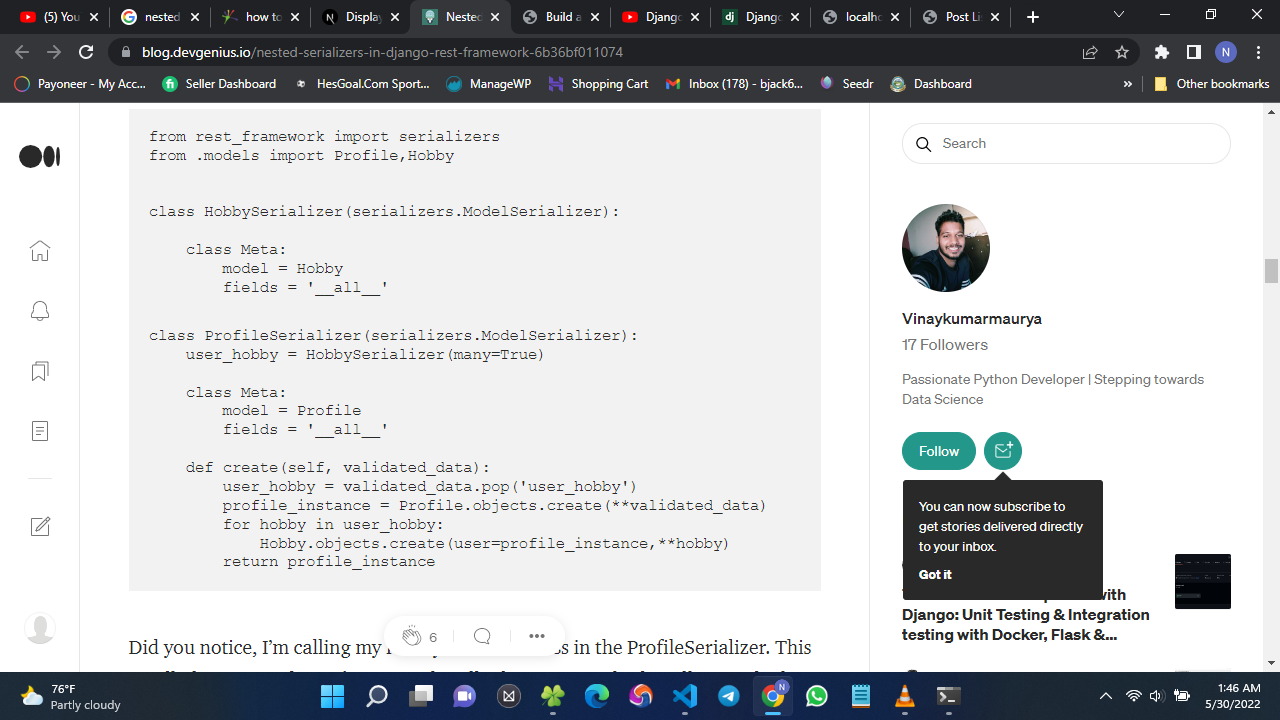 (5) You
nested
how to
Display
Nested
Build a
Django
Django
localho
Post Li
blog.devgenius.io/nested-serializers-in-django-rest-framework-6b36bf011074
N
Payoneer - My Acc...
Seller Dashboard
HesGoal.Com Sport...
ManageWP
Shopping Cart
Inbox (178) - bjack6...
Seedr
Dashboard
»
Other bookmarks
from rest_framework import serializers
from .models import Profile,Hobby
class HobbySerializer(serializers.ModelSerializer):
class Meta:
model = Hobby
fields = '__all__'
class ProfileSerializer(serializers.ModelSerializer):
user_hobby = HobbySerializer(many=True)
class Meta:
model = Profile
fields = '__all__'
def create(self, validated_data):
user_hobby = validated_data.pop('user_hobby')
profile_instance = Profile.objects.create(**validated_data)
for hobby in user_hobby:
Hobby.objects.create(user=profile_instance,**hobby)
return profile_instance
Did you notice, I'm calling my in the ProfileSerializer. This
6
Search
Vinaykumarmaurya
17 Followers
Passionate Python Developer | Stepping towards
Data Science
Follow
You can now subscribe to
get stories delivered directly
to your inbox.
Got it
with
Django: Unit Testing & Integration
testing with Docker, Flask &...
76°F
Partly cloudy
N
1:46 AM
5/30/2022